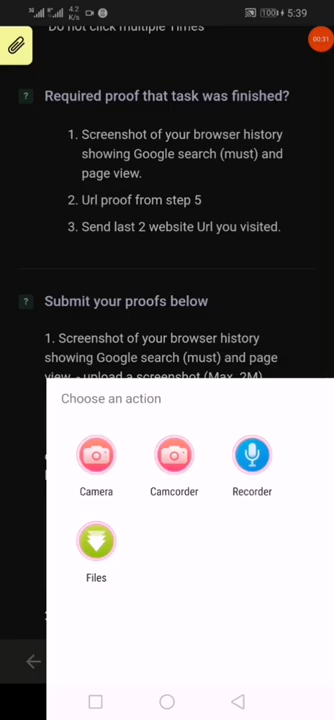 4.2
K/s
100
5:39
00:31
Do not click multiple Times
? Required proof that task was finished?
1. Screenshot of your browser history
showing Google search (must) and
page view.
2. Url proof from step 5
3. Send last 2 website Url you visited.
? Submit your proofs below
1. Screenshot of your browser history
showing Google search (must) and page
view. - upload a screenshot (Max. 2M)
Choose an action
Camera
Camcorder
Recorder
Files